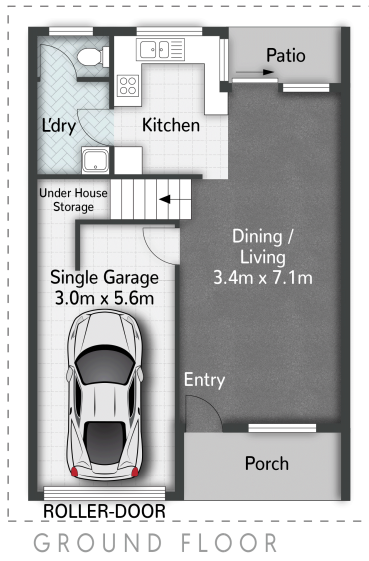 Patio
L'dry
Kitchen
Under House
Storage
Dining /
Living
3.4m x 7.1m
Single Garage
3.0m x 5.6m
Entry
Porch
ROLLER-DOOR
GROUND FLOOR